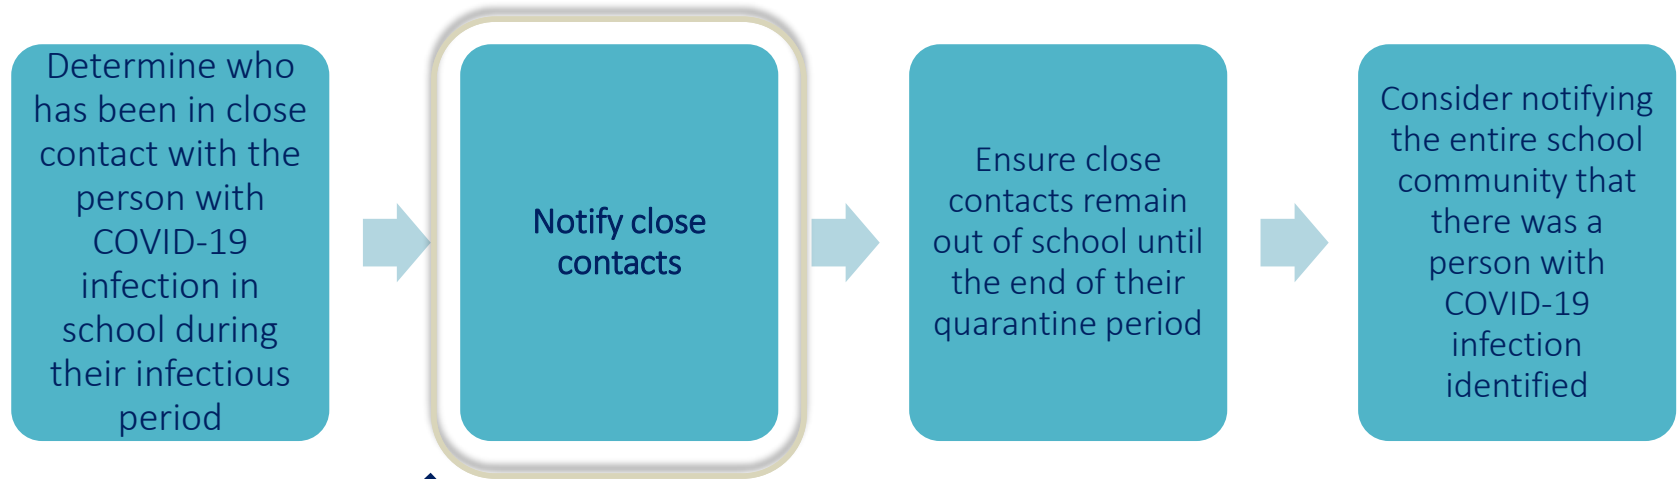 Determine who
has been in close
contact with the
person with
COVID-19
infection in
school during
their infectious
period
Notify close
contacts
Ensure close
contacts remain
out of school until
the end of their
quarantine period
Consider notifying
the entire school
community that
there was a
person with
COVID-19
infection
identified